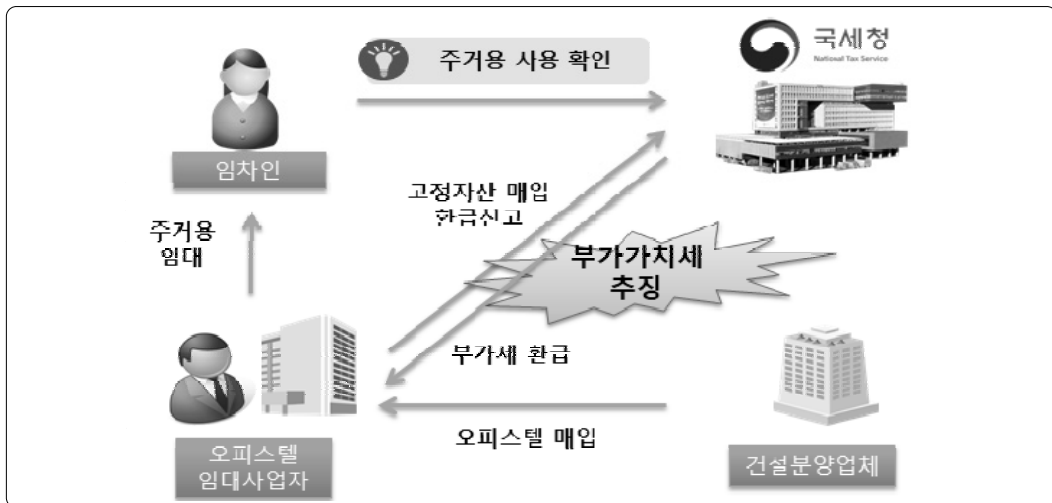 주거용 사용 확인
국세청
National Tax Service
임차인
고정자산 매입
환급신고
주거용
임대
부가가치세
추징
부가세 환급
오피스텔 매입
오피스텔
임대사업자
건설분양업체